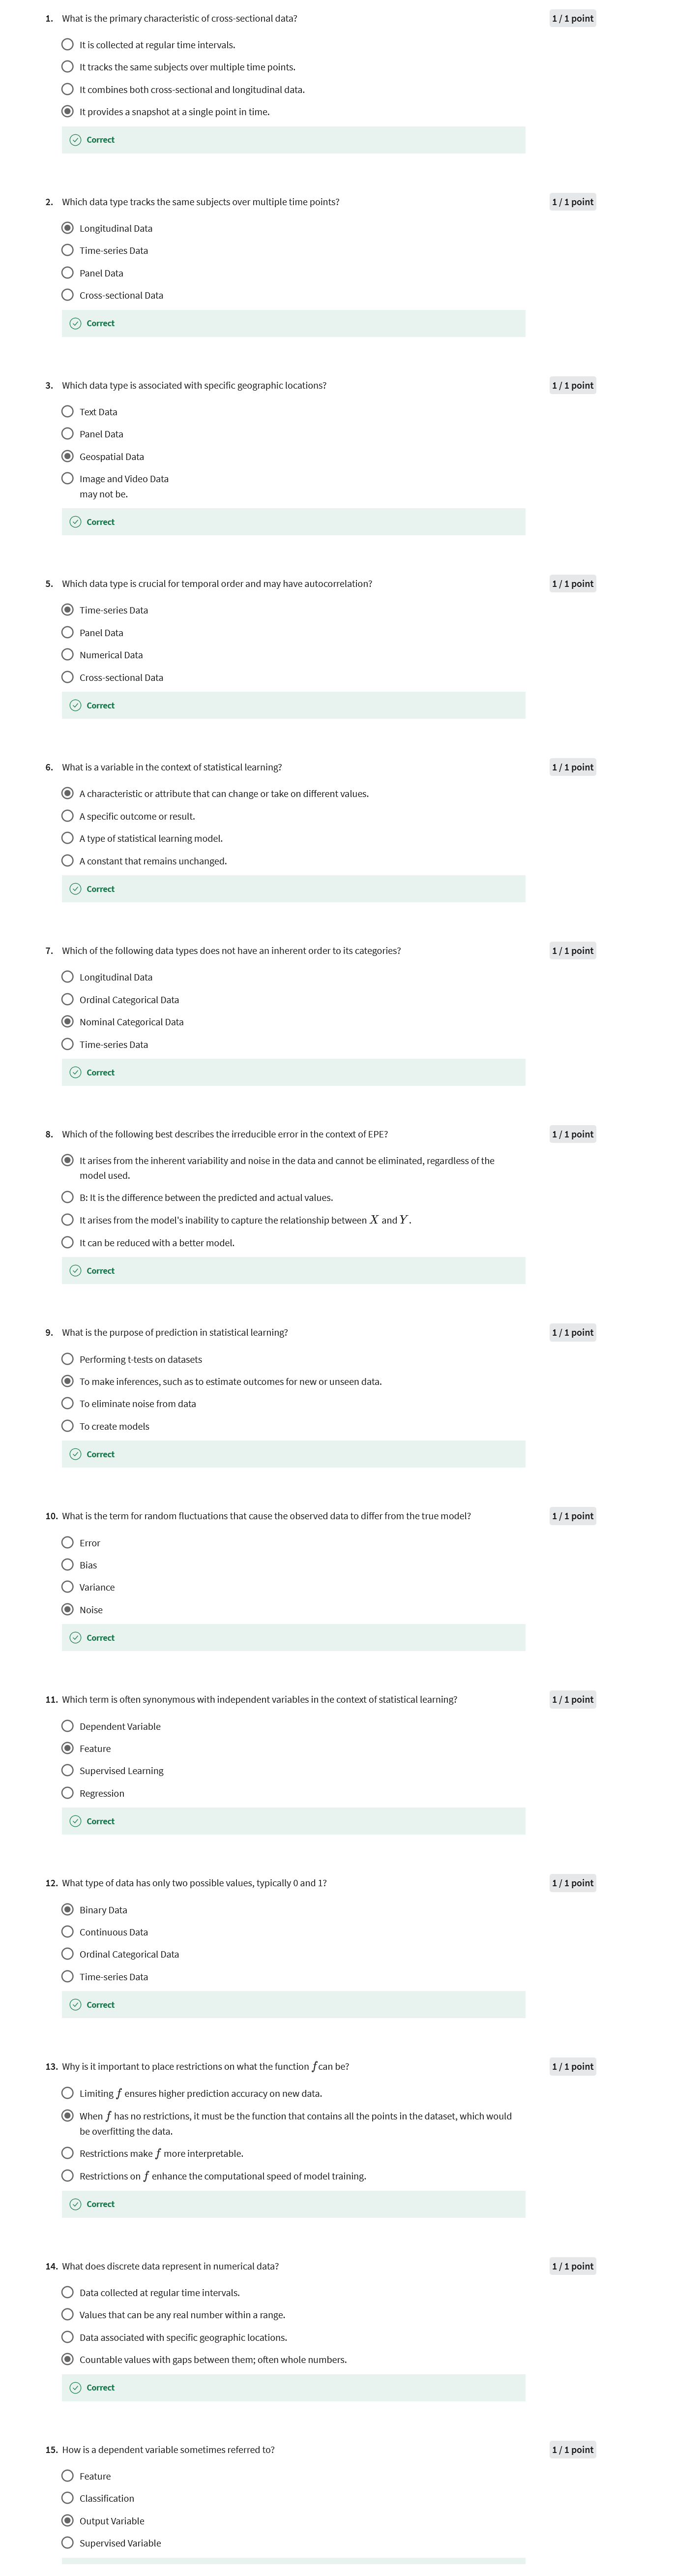 1. What is the primary characteristic of cross-sectional data?
1 / 1 point
It is collected at regular time intervals.
It tracks the same subjects over multiple time points.
It combines both cross-sectional and longitudinal data.
It provides a snapshot at a single point in time.
Correct
2. Which data type tracks the same subjects over multiple time points?
1 / 1 point
Longitudinal Data
Time-series Data
Panel Data
Cross-sectional Data
Correct
3. Which data type is associated with specific geographic locations?
1 / 1 point
Text Data
Panel Data
Geospatial Data
Image and Video Data
may not be.
Correct
5. Which data type is crucial for temporal order and may have autocorrelation?
1 / 1 point
Time-series Data
Panel Data
Numerical Data
Cross-sectional Data
Correct
6. What is a variable in the context of statistical learning?
1 / 1 point
A characteristic or attribute that can change or take on different values.
A specific outcome or result.
A type of statistical learning model.
A constant that remains unchanged.
Correct
7. Which of the following data types does not have an inherent order to its categories?
1 / 1 point
Longitudinal Data
Ordinal Categorical Data
Nominal Categorical Data
Time-series Data
Correct
8. Which of the following best describes the irreducible error in the context of EPE?
1 / 1 point
It arises from the inherent variability and noise in the data and cannot be eliminated, regardless of the
model used.
B: It is the difference between the predicted and actual values.
It arises from the model's inability to capture the relationship between X and Y.
It can be reduced with a better model.
Correct
9. What is the purpose of prediction in statistical learning?
1 / 1 point
Performing t-tests on datasets
To make inferences, such as to estimate outcomes for new or unseen data.
To eliminate noise from data
To create models
Correct
10. What is the term for random fluctuations that cause the observed data to differ from the true model?
1 / 1 point
Error
Bias
Variance
Noise
Correct
11. Which term is often synonymous with independent variables in the context of statistical learning?
1 / 1 point
Dependent Variable
Feature
Supervised Learning
Regression
Correct
12. What type of data has only two possible values, typically 0 and 1?
1 / 1 point
Binary Data
Continuous Data
Ordinal Categorical Data
Time-series Data
Correct
13. Why is it important to place restrictions on what the function f can be?
1 / 1 point
Limiting f ensures higher prediction accuracy on new data.
When f has no restrictions, it must be the function that contains all the points in the dataset, which would
be overfitting the data.
Restrictions make f more interpretable.
Restrictions on f enhance the computational speed of model training.
Correct
14. What does discrete data represent in numerical data?
1 / 1 point
Data collected at regular time intervals.
Values that can be any real number within a range.
Data associated with specific geographic locations.
Countable values with gaps between them; often whole numbers.
Correct
15. How is a dependent variable sometimes referred to?
1 / 1 point
Feature
Classification
Output Variable
Supervised Variable